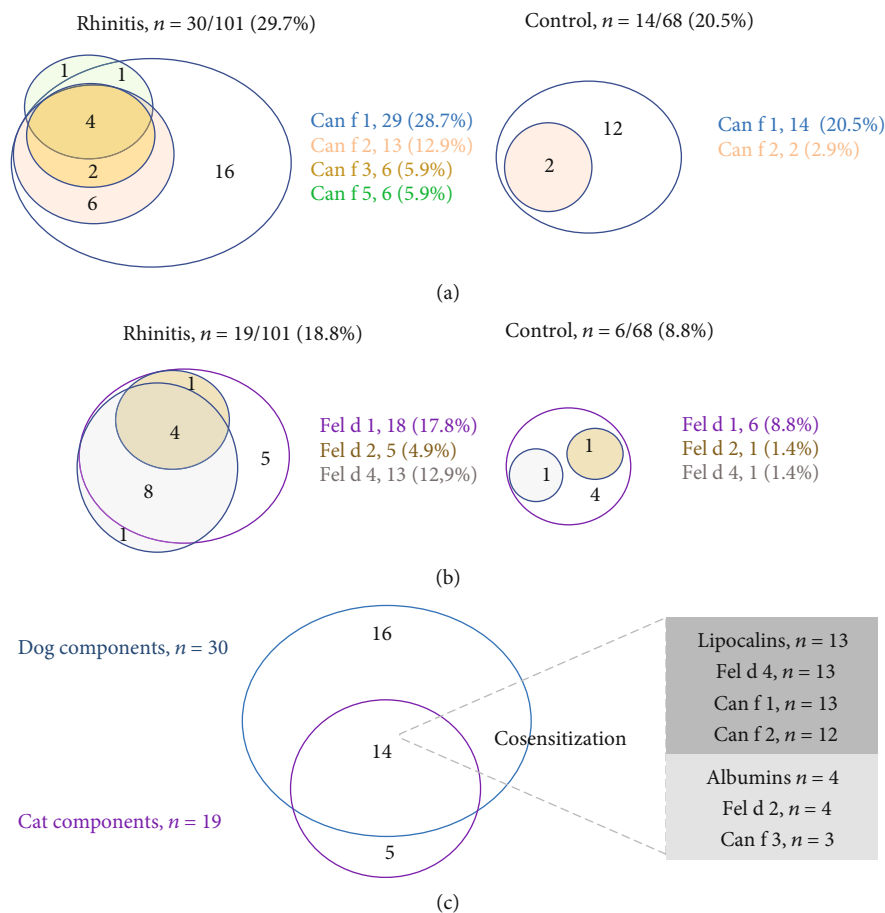 Rhinitis, n = 30/101 (29.7%)
1
1
4
2
6
16
Can f 1, 29 (28.7%)
Can f 2, 13 (12.9%)
Can f 3, 6 (5.9%)
Can f 5, 6 (5.9%)
Control, n = 14/68 (20.5%)
12
2
Can f 1, 14 (20.5%)
Can f 2, 2 (2.9%)
(a)
Rhinitis, n = 19/101 (18.8%)
1
4
5
8
1
Fel d 1, 18 (17.8%)
Fel d 2, 5 (4.9%)
Fel d 4, 13 (12,9%)
Control, n = 6/68 (8.8%)
1
1
4
Fel d 1, 6 (8.8%)
Fel d 2, 1 (1.4%)
Fel d 4, 1 (1.4%)
(b)
Dog components, n = 30
16
14
Cosensitization
Cat components, n = 19
5
Lipocalins, n = 13
Fel d 4, n = 13
Can f 1, n = 13
Can f 2, n = 12
Albumins n = 4
Fel d 2, n = 4
Can f 3, n = 3
(c)